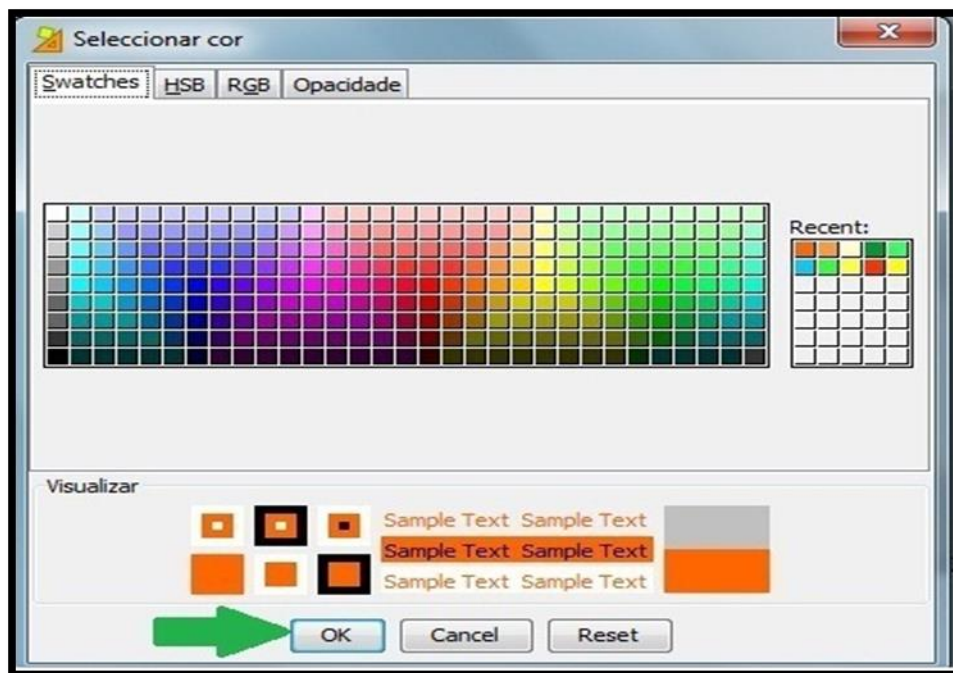 Seleccionar cor
Swatches HSB RGB Opacidade
Recent:
Visualizar
Sample Text Sample Text
Sample Text Sample Text
Sample Text Sample Text
OK Cancel Reset